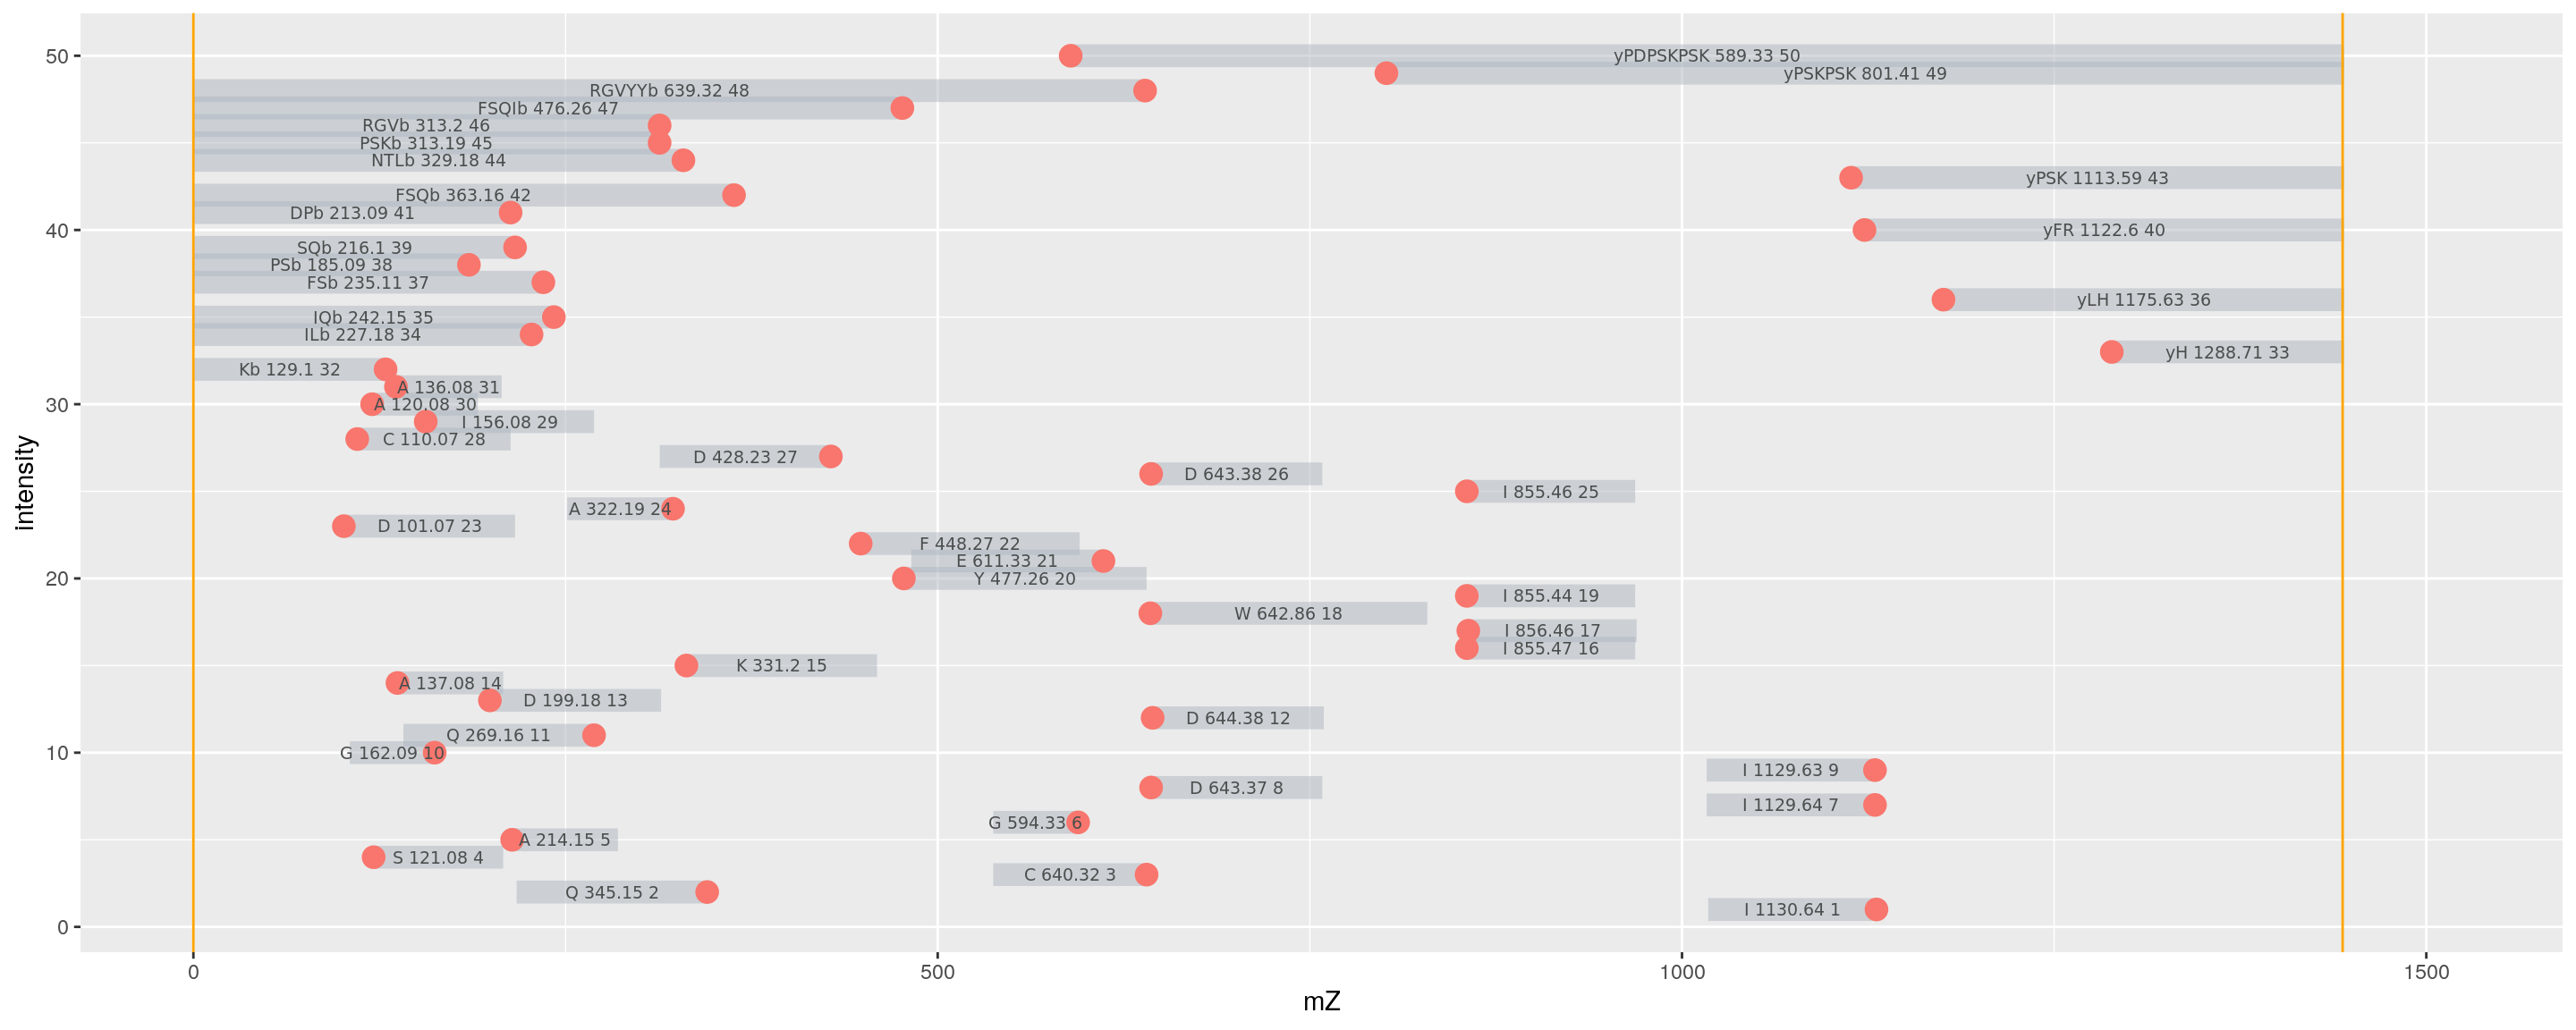 50
yPDPSKPSK 589.33 50
yPSKPSK 801.41 49
RGVYYb 639.32 48
FSQIb 476.26 47
RGVb 313.2 46
PSKb 313.19 45
NTLb 329.18 44
yPSK 1113.59 43
FSQb 363.16 42
DPb 213.09 41
40
yFR 1122.6 40
SQb 216.1 39
PSb 185.09 38
FSb 235.11 37
yLH 1175.63 36
IQb 242.15 35
ILb 227.18 34
yH 1288.71 33
Kb 129.1 32
A 136.08 31
30
A 120.08 30
I 156.08 29
C 110.07 28
D 428.23 27
D 643.38 26
I 855.46 25
A 322.19 24
D 101.07 23
F 448.27 22
E 611.33 21
20
Y 477.26 20
I 855.44 19
W 642.86 18
I 856.46 17
I 855.47 16
K 331.2 15
A 137.08 14
D 199.18 13
D 644.38 12
Q 269.16 11
10
G 162.09 10
I 1129.63 9
D 643.37 8
I 1129.64 7
G 594.33 6
A 214.15 5
S 121.08 4
C 640.32 3
Q 345.15 2
I 1130.64 1
0
intensity
0 500 1000 1500
mZ